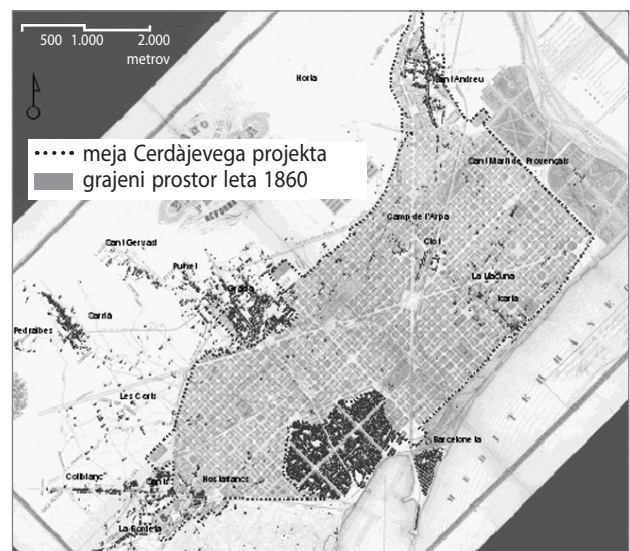 500 1.000 2.000
metrov
meja Cerdàjevega projekta
grajeni prostor leta 1860
Horta
Sant Andreu
Sant Martí de Provençals
Camp de l'Arpa
Clot
Sant Gervasi
Putxet
Gràcia
La Llacuna
Icaria
Sarrià
Pedralbes
Les Corts
Barceloneta
Collblanc
Sants
Hostafrancs
La Bordeta